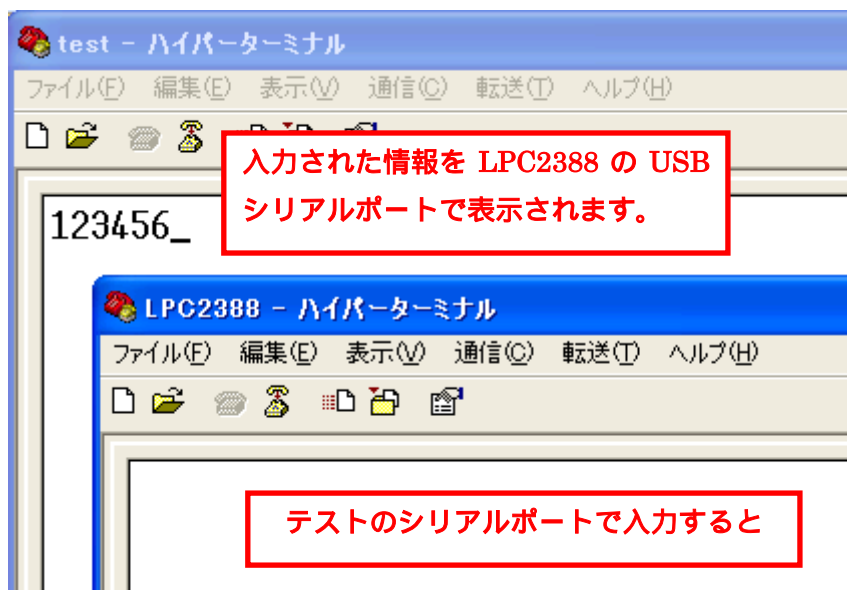 test - ハイパーターミナル
ファイル(F) 編集(E) 表示(V) 通信(C) 転送(T) ヘルプ(H)
入力された情報を LPC2388 の USB
シリアルポートで表示されます。
123456_
LPC2388 - ハイパーターミナル
ファイル(F) 編集(E) 表示(V) 通信(C) 転送(T) ヘルプ(H)
テストのシリアルポートで入力すると